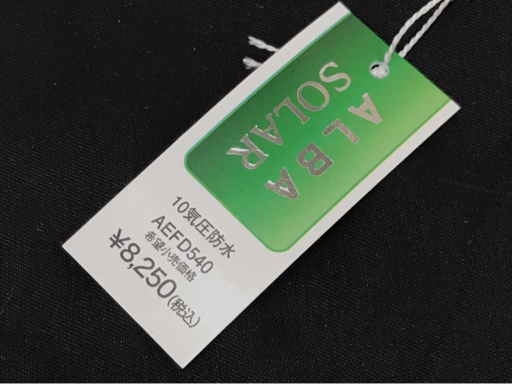 ALBA
SOLAR
10気圧防水
AEFD540
希望小売価格
¥8,250(税込)